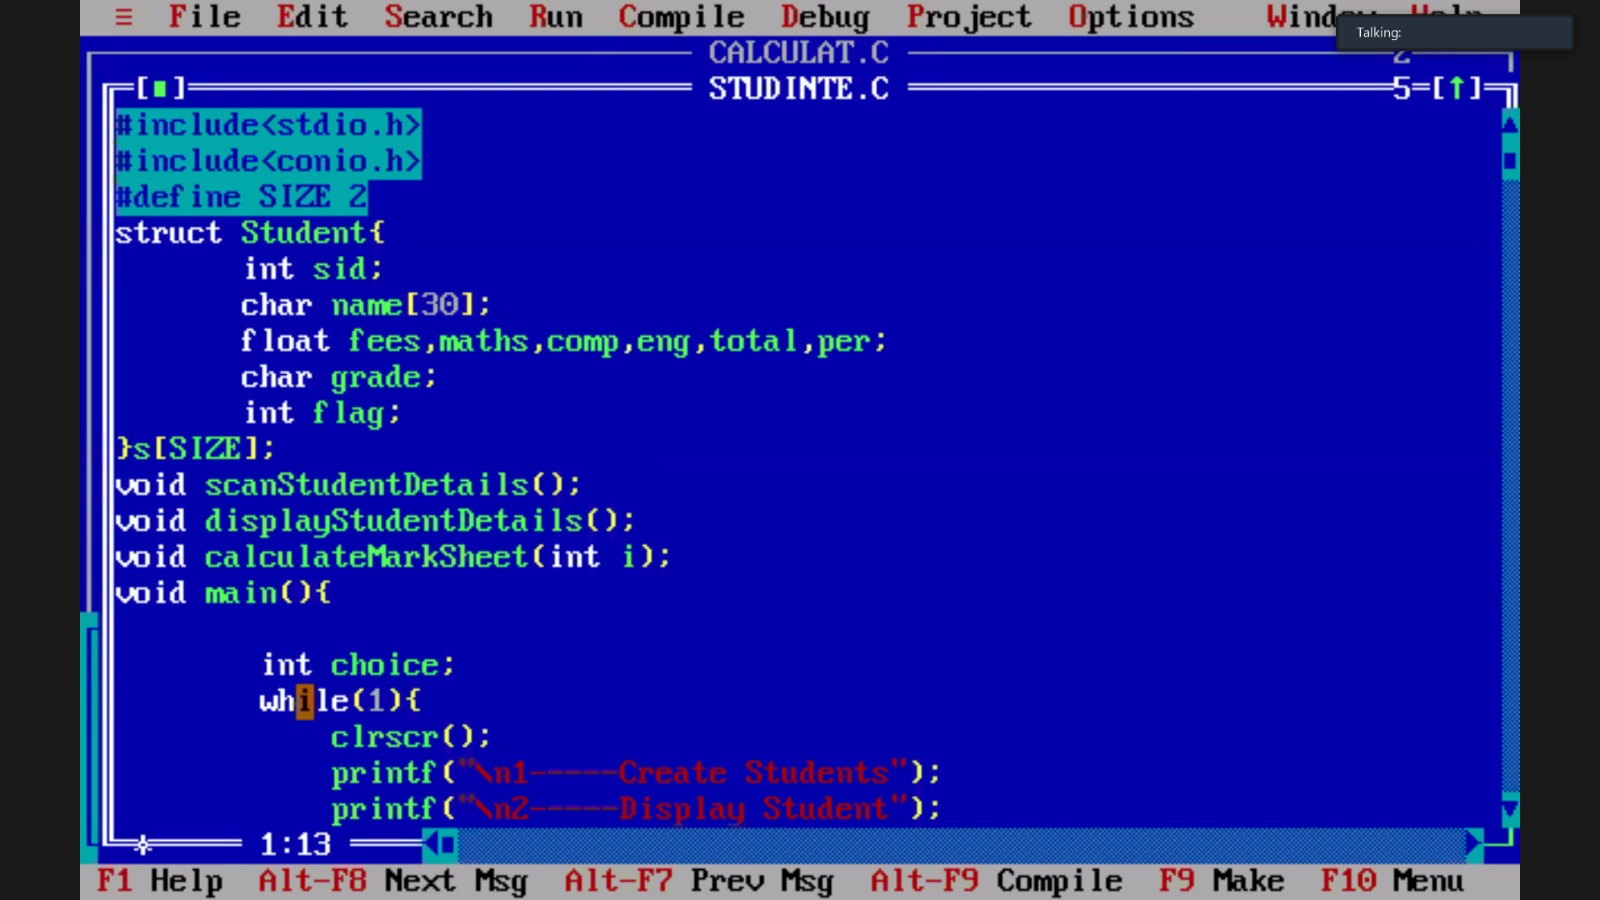 ≡ File Edit Search Run Compile Debug Project Options Window Help
Talking:
CALCULAT.C 2
[■] STUDINTE.C 5=[↑]
#include<stdio.h>
#include<conio.h>
#define SIZE 2
struct Student{
int sid;
char name[30];
float fees,maths,comp,eng,total,per;
char grade;
int flag;
}s[SIZE];
void scanStudentDetails();
void displayStudentDetails();
void calculateMarkSheet(int i);
void main(){
int choice;
while(1){
clrscr();
printf("\n1-----Create Students");
printf("\n2-----Display Student");
1:13
F1 Help Alt-F8 Next Msg Alt-F7 Prev Msg Alt-F9 Compile F9 Make F10 Menu